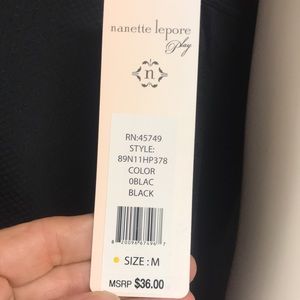 nanette lepore
Play
n
RN:45749
STYLE:
89N11HP378
COLOR
0BLAC
BLACK
SIZE: M
MSRP $36.00